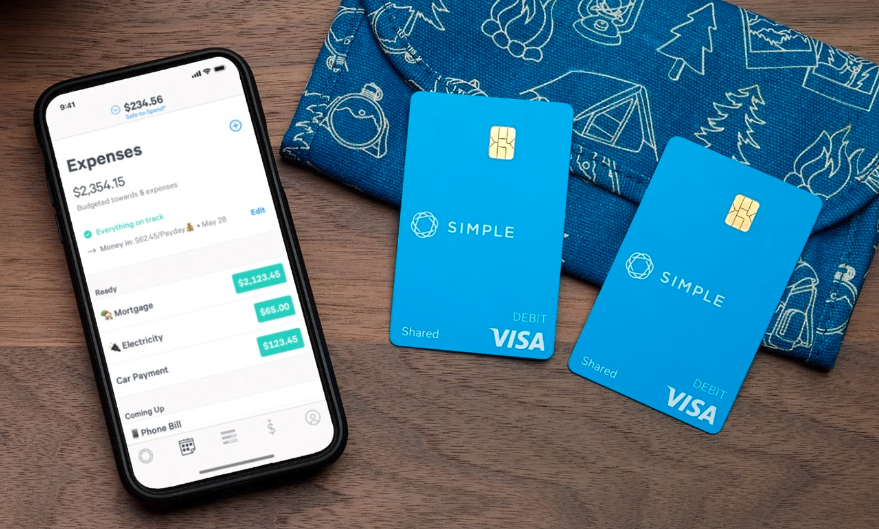 9:41
$234.56
Safe-to-Spend®
Expenses
$2,354.15
Budgeted towards 5 expenses
Everything on track
→ Money in: $62.45/Payday💰 • May 28
Edit
Ready
🏡 Mortgage $2,123.45
🔌 Electricity $65.00
Car Payment $123.45
Coming Up
📱 Phone Bill
SIMPLE
DEBIT
Shared VISA
SIMPLE
DEBIT
Shared VISA